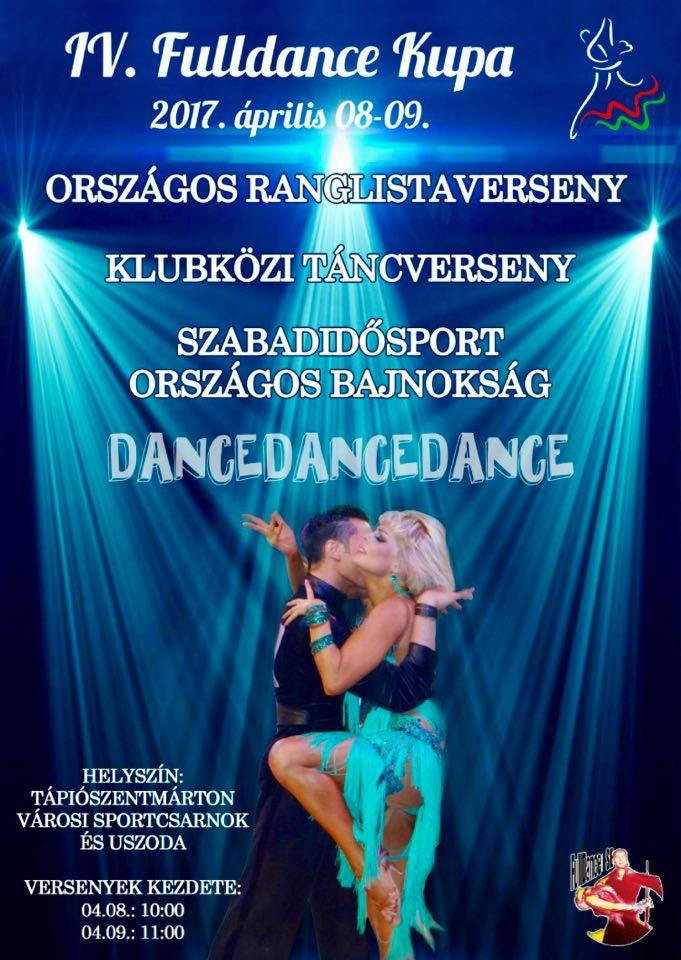 IV. Fulldance Kupa
2017. április 08-09.
ORSZÁGOS RANGLISTAVERSENY
KLUBKÖZI TÁNCVERSENY
SZABADIDŐSPORT
ORSZÁGOS BAJNOKSÁG
DANCEDANCEDANCE
HELYSZÍN:
TÁPIÓSZENTMÁRTON
VÁROSI SPORTCSARNOK
ÉS USZODA
VERSENYEK KEZDETE:
04.08.: 10:00
04.09.: 11:00
FullDance SE